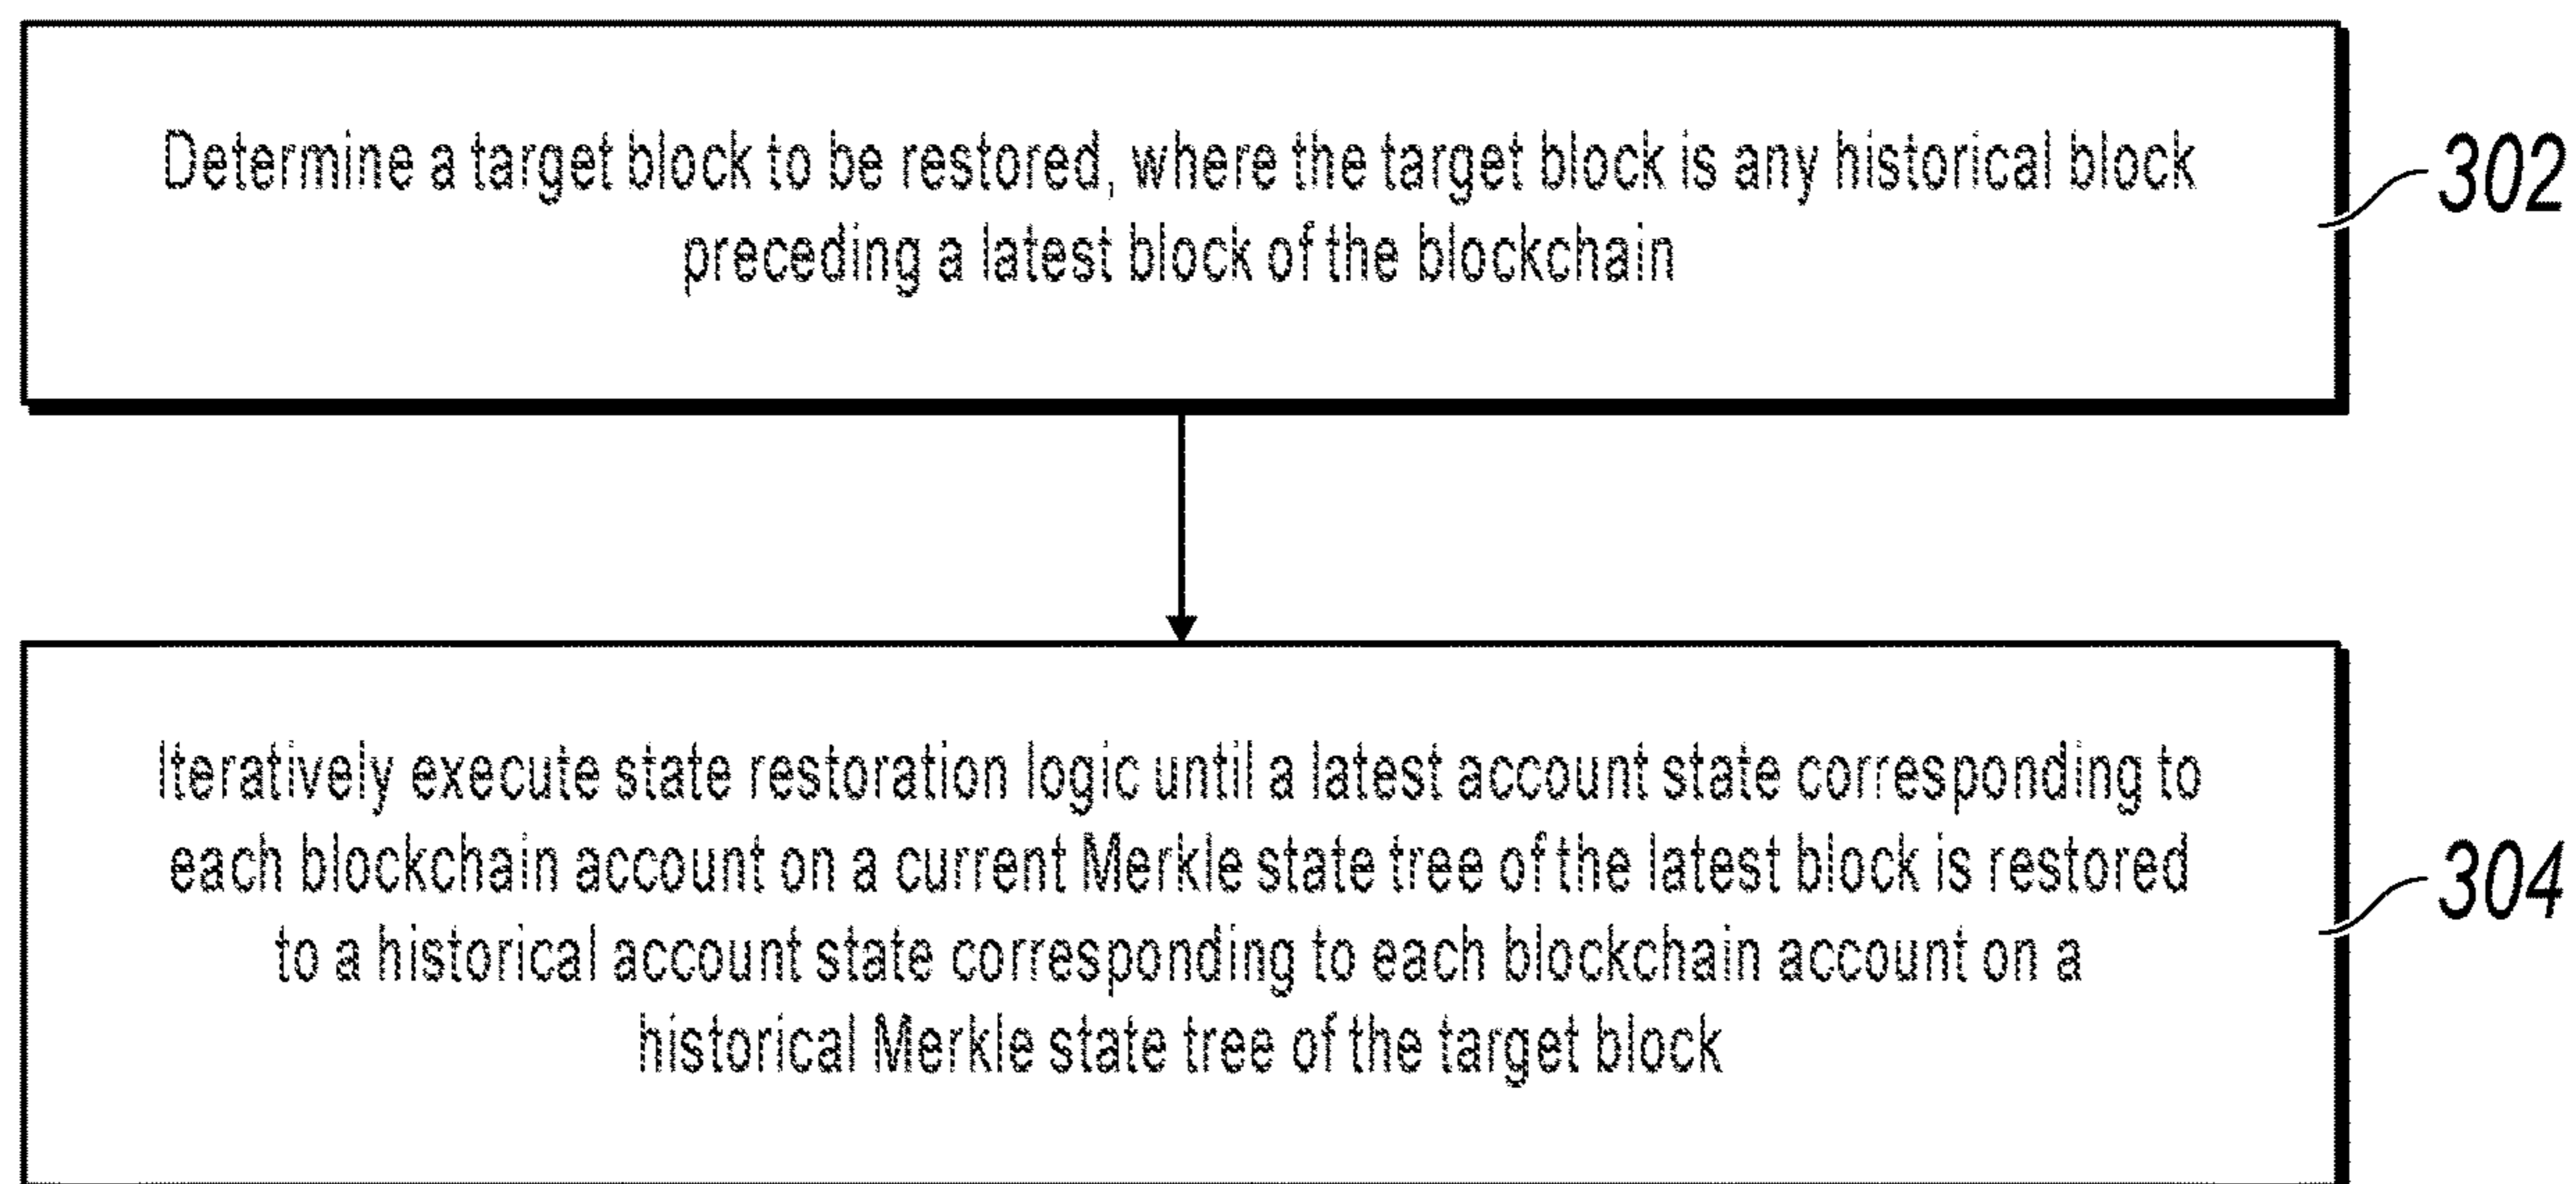 Determine a target block to be restored, where the target block is any historical block
preceding a latest block of the blockchain
302
Iteratively execute state restoration logic until a latest account state corresponding to
each blockchain account on a current Merkle state tree of the latest block is restored
to a historical account state corresponding to each blockchain account on a
historical Merkle state tree of the target block
304